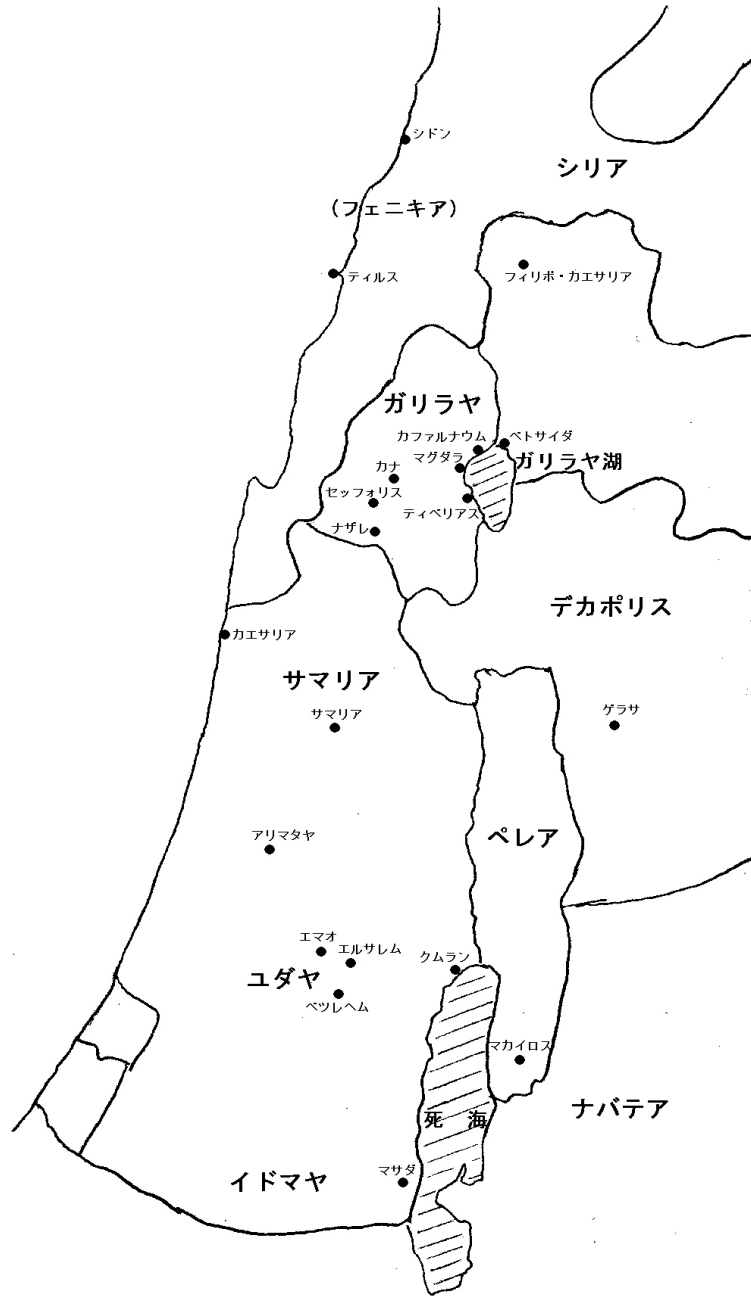 シドン
シリア
(フェニキア)
フィリポ・カエサリア
ティルス
ガリラヤ
カファルナウム
ベトサイダ
マグダラ
ガリラヤ湖
カナ
セッフォリス
ティベリアス
ナザレ
デカポリス
カエサリア
サマリア
サマリア
ゲラサ
アリマタヤ
ペレア
エマオ
エルサレム
クムラン
ユダヤ
ベツレヘム
マカイロス
ナバテア
死 海
マサダ
イドマヤ